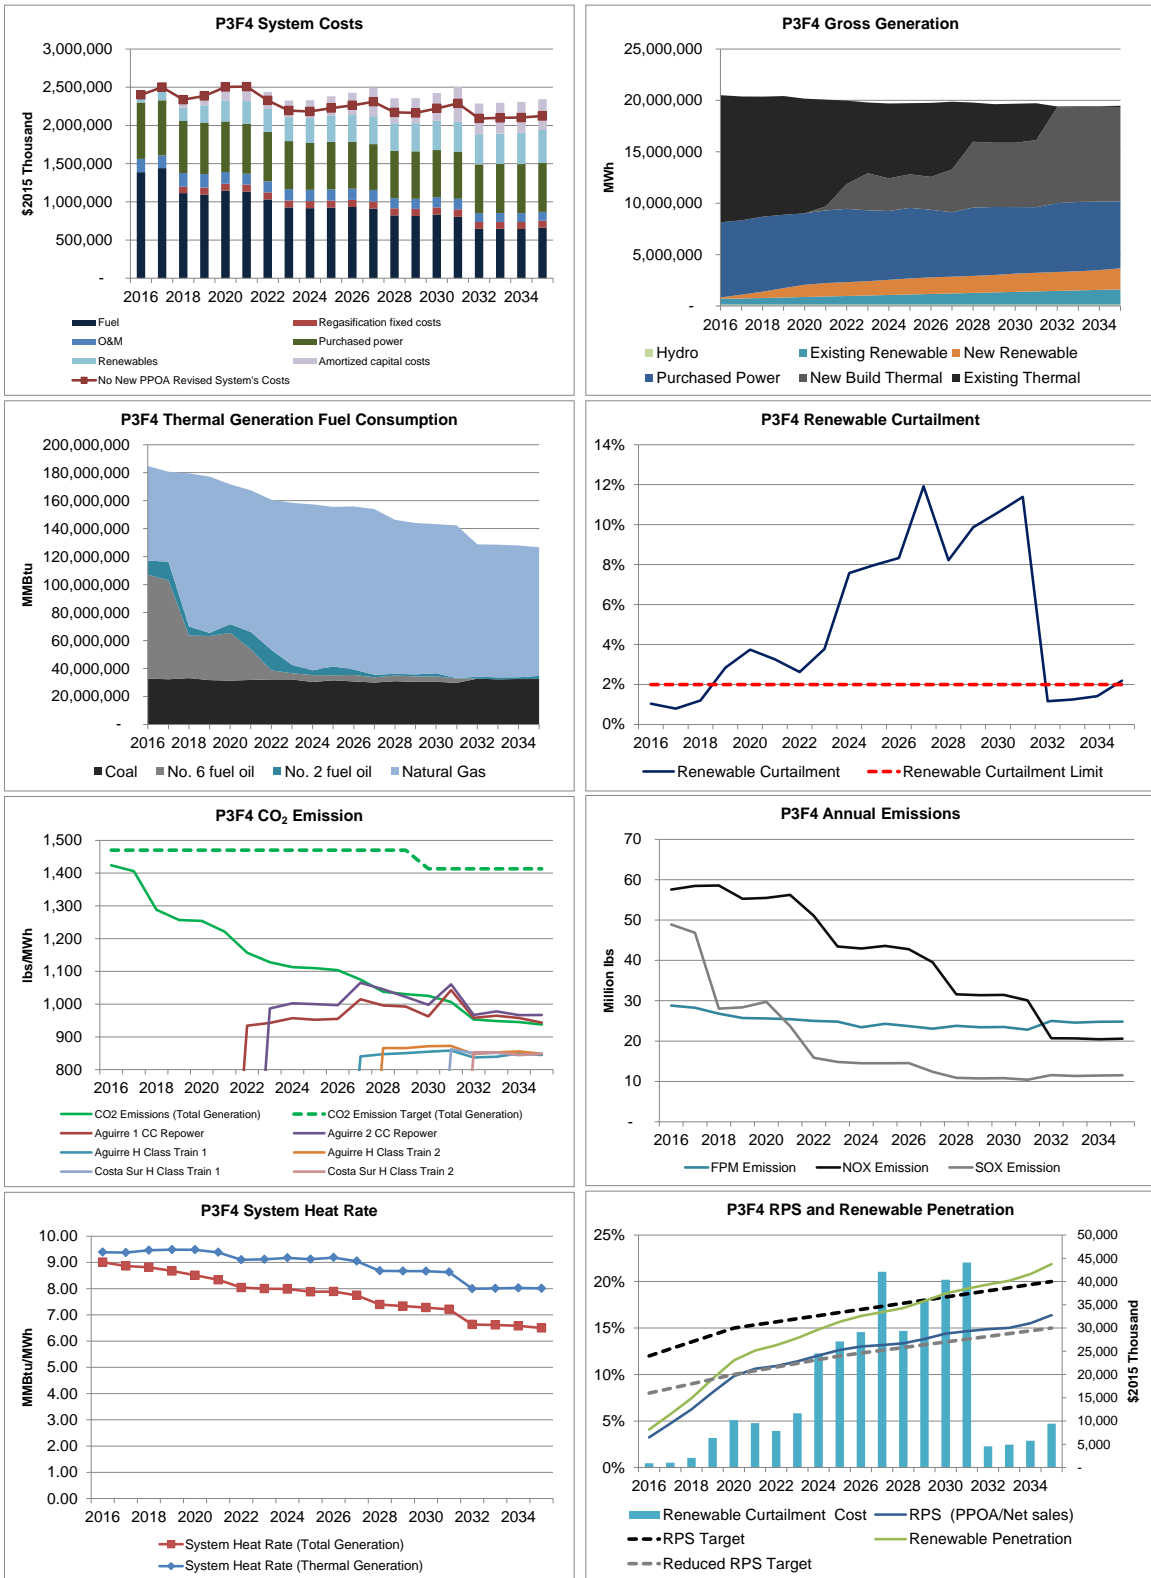 P3F4 System Costs
3,000,000
2,500,000
2,000,000
1,500,000
1,000,000
500,000
-
$2015 Thousand
2016 2018 2020 2022 2024 2026 2028 2030 2032 2034
Fuel
Regasification fixed costs
O&M
Purchased power
Renewables
Amortized capital costs
No New PPOA Revised System's Costs
P3F4 Gross Generation
25,000,000
20,000,000
15,000,000
10,000,000
5,000,000
-
MWh
2016 2018 2020 2022 2024 2026 2028 2030 2032 2034
Hydro Existing Renewable New Renewable
Purchased Power New Build Thermal Existing Thermal
P3F4 Thermal Generation Fuel Consumption
200,000,000
180,000,000
160,000,000
140,000,000
120,000,000
100,000,000
80,000,000
60,000,000
40,000,000
20,000,000
-
MMBtu
2016 2018 2020 2022 2024 2026 2028 2030 2032 2034
Coal No. 6 fuel oil No. 2 fuel oil Natural Gas
P3F4 Renewable Curtailment
14%
12%
10%
8%
6%
4%
2%
0%
2016 2018 2020 2022 2024 2026 2028 2030 2032 2034
Renewable Curtailment Renewable Curtailment Limit
P3F4 CO2 Emission
1,500
1,400
1,300
1,200
1,100
1,000
900
800
lbs/MWh
2016 2018 2020 2022 2024 2026 2028 2030 2032 2034
CO2 Emissions (Total Generation) CO2 Emission Target (Total Generation)
Aguirre 1 CC Repower Aguirre 2 CC Repower
Aguirre H Class Train 1 Aguirre H Class Train 2
Costa Sur H Class Train 1 Costa Sur H Class Train 2
P3F4 Annual Emissions
70
60
50
40
30
20
10
-
Million lbs
2016 2018 2020 2022 2024 2026 2028 2030 2032 2034
FPM Emission NOX Emission SOX Emission
P3F4 System Heat Rate
10.00
9.00
8.00
7.00
6.00
5.00
4.00
3.00
2.00
1.00
0.00
MMBtu/MWh
2016 2018 2020 2022 2024 2026 2028 2030 2032 2034
System Heat Rate (Total Generation)
System Heat Rate (Thermal Generation)
P3F4 RPS and Renewable Penetration
25%
20%
15%
10%
5%
0%
50,000
45,000
40,000
35,000
30,000
25,000
20,000
15,000
10,000
5,000
-
$2015 Thousand
2016 2018 2020 2022 2024 2026 2028 2030 2032 2034
Renewable Curtailment Cost RPS (PPOA/Net sales)
RPS Target Renewable Penetration
Reduced RPS Target